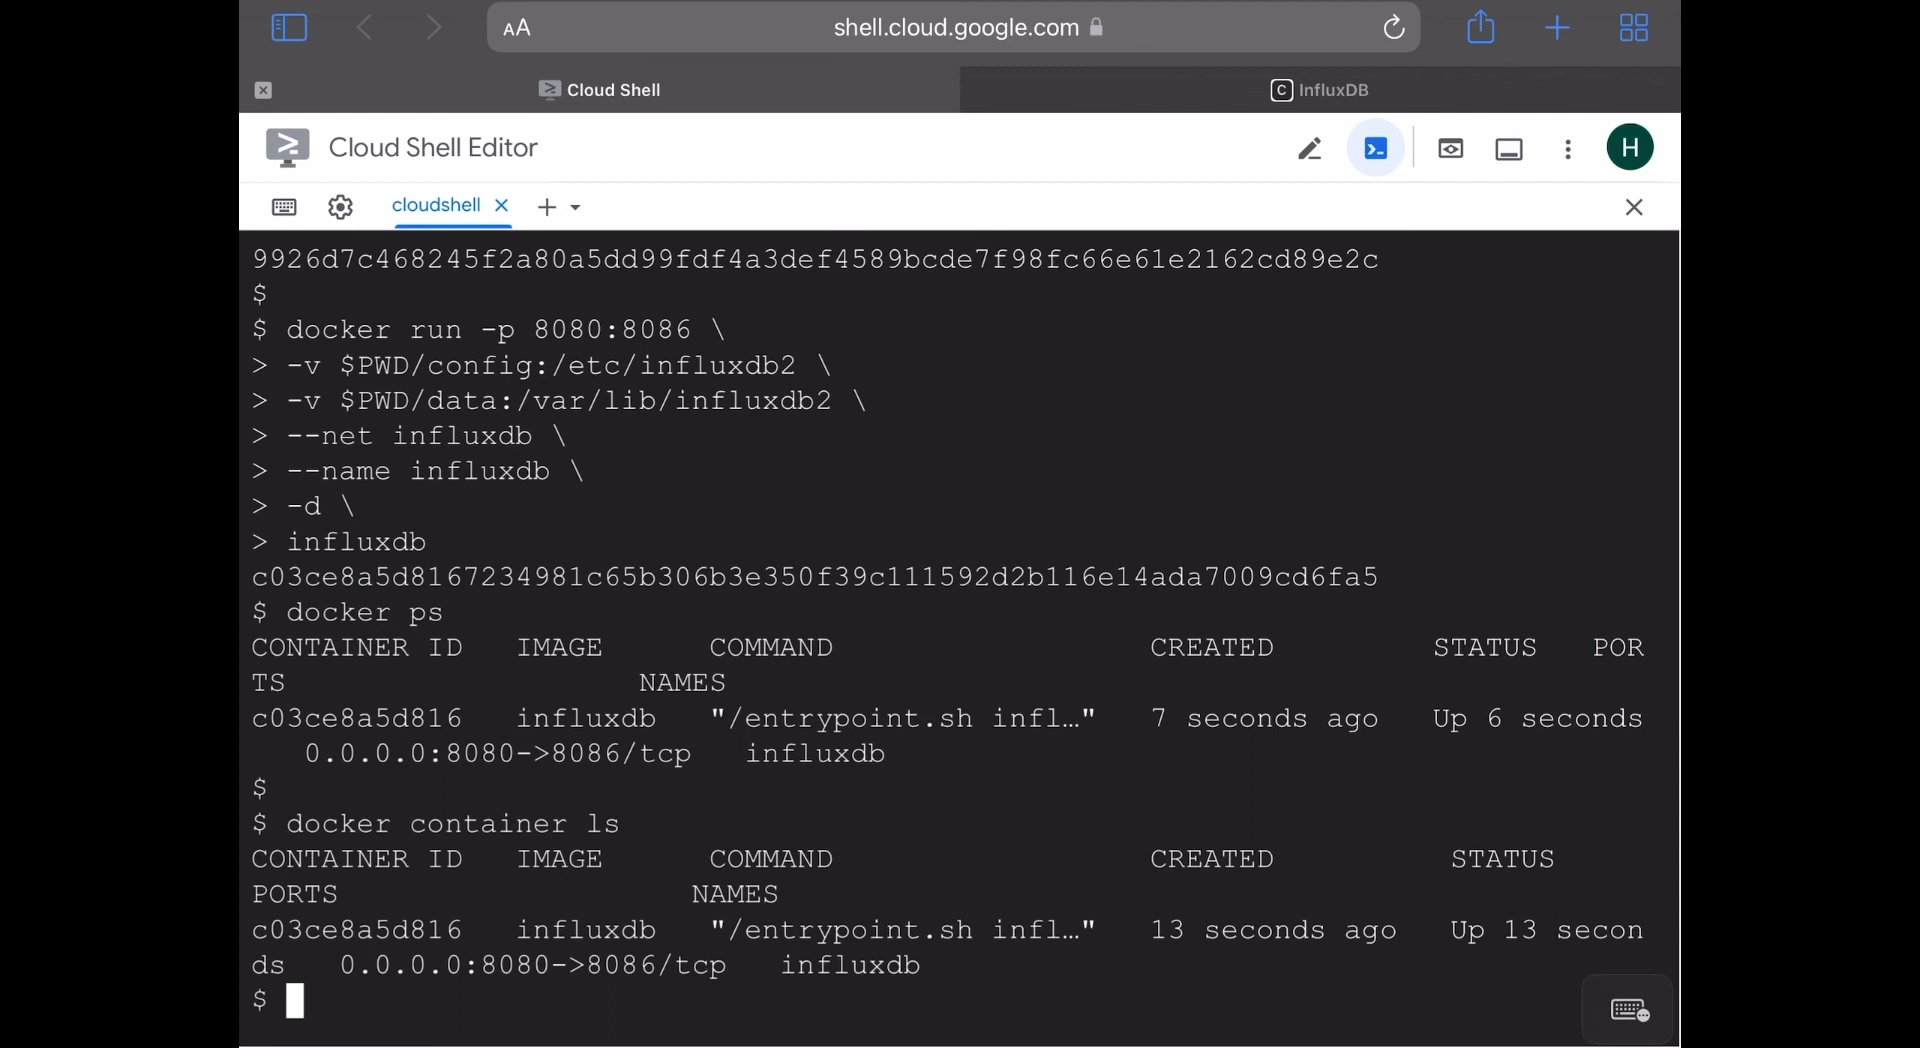 AA
shell.cloud.google.com
Cloud Shell
C InfluxDB
Cloud Shell Editor
H
cloudshell
9926d7c468245f2a80a5dd99fdf4a3def4589bcde7f98fc66e61e2162cd89e2c
$
$ docker run -p 8080:8086 \
> -v $PWD/config:/etc/influxdb2 \
> -v $PWD/data:/var/lib/influxdb2 \
> --net influxdb \
> --name influxdb \
> -d \
> influxdb
c03ce8a5d8167234981c65b306b3e350f39c111592d2b116e14ada7009cd6fa5
$ docker ps
CONTAINER ID   IMAGE      COMMAND                  CREATED         STATUS   POR
TS                    NAMES
c03ce8a5d816   influxdb   "/entrypoint.sh infl…"   7 seconds ago   Up 6 seconds
   0.0.0.0:8080->8086/tcp   influxdb
$
$ docker container ls
CONTAINER ID   IMAGE      COMMAND                  CREATED          STATUS
PORTS                    NAMES
c03ce8a5d816   influxdb   "/entrypoint.sh infl…"   13 seconds ago   Up 13 secon
ds   0.0.0.0:8080->8086/tcp   influxdb
$